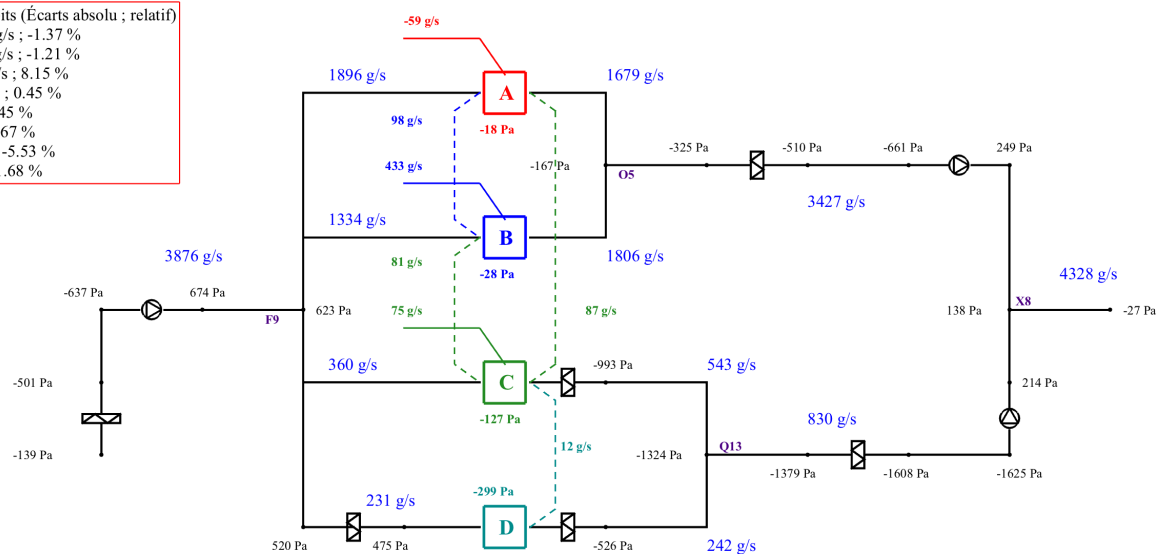 its (Écarts absolu ; relatif)
g/s ; -1.37 %
g/s ; -1.21 %
/s ; 8.15 %
; 0.45 %
45 %
67 %
-5.53 %
.68 %
-59 g/s
1896 g/s
A
1679 g/s
98 g/s
-18 Pa
433 g/s
-167 Pa
-325 Pa
-510 Pa
-661 Pa
249 Pa
O5
3427 g/s
1334 g/s
B
1806 g/s
3876 g/s
81 g/s
-28 Pa
4328 g/s
-637 Pa
674 Pa
F9
623 Pa
75 g/s
87 g/s
138 Pa
X8
-27 Pa
360 g/s
-993 Pa
543 g/s
-501 Pa
C
214 Pa
-127 Pa
830 g/s
-139 Pa
12 g/s
-1324 Pa
Q13
-1379 Pa
-1608 Pa
-1625 Pa
231 g/s
-299 Pa
D
520 Pa
475 Pa
-526 Pa
242 g/s